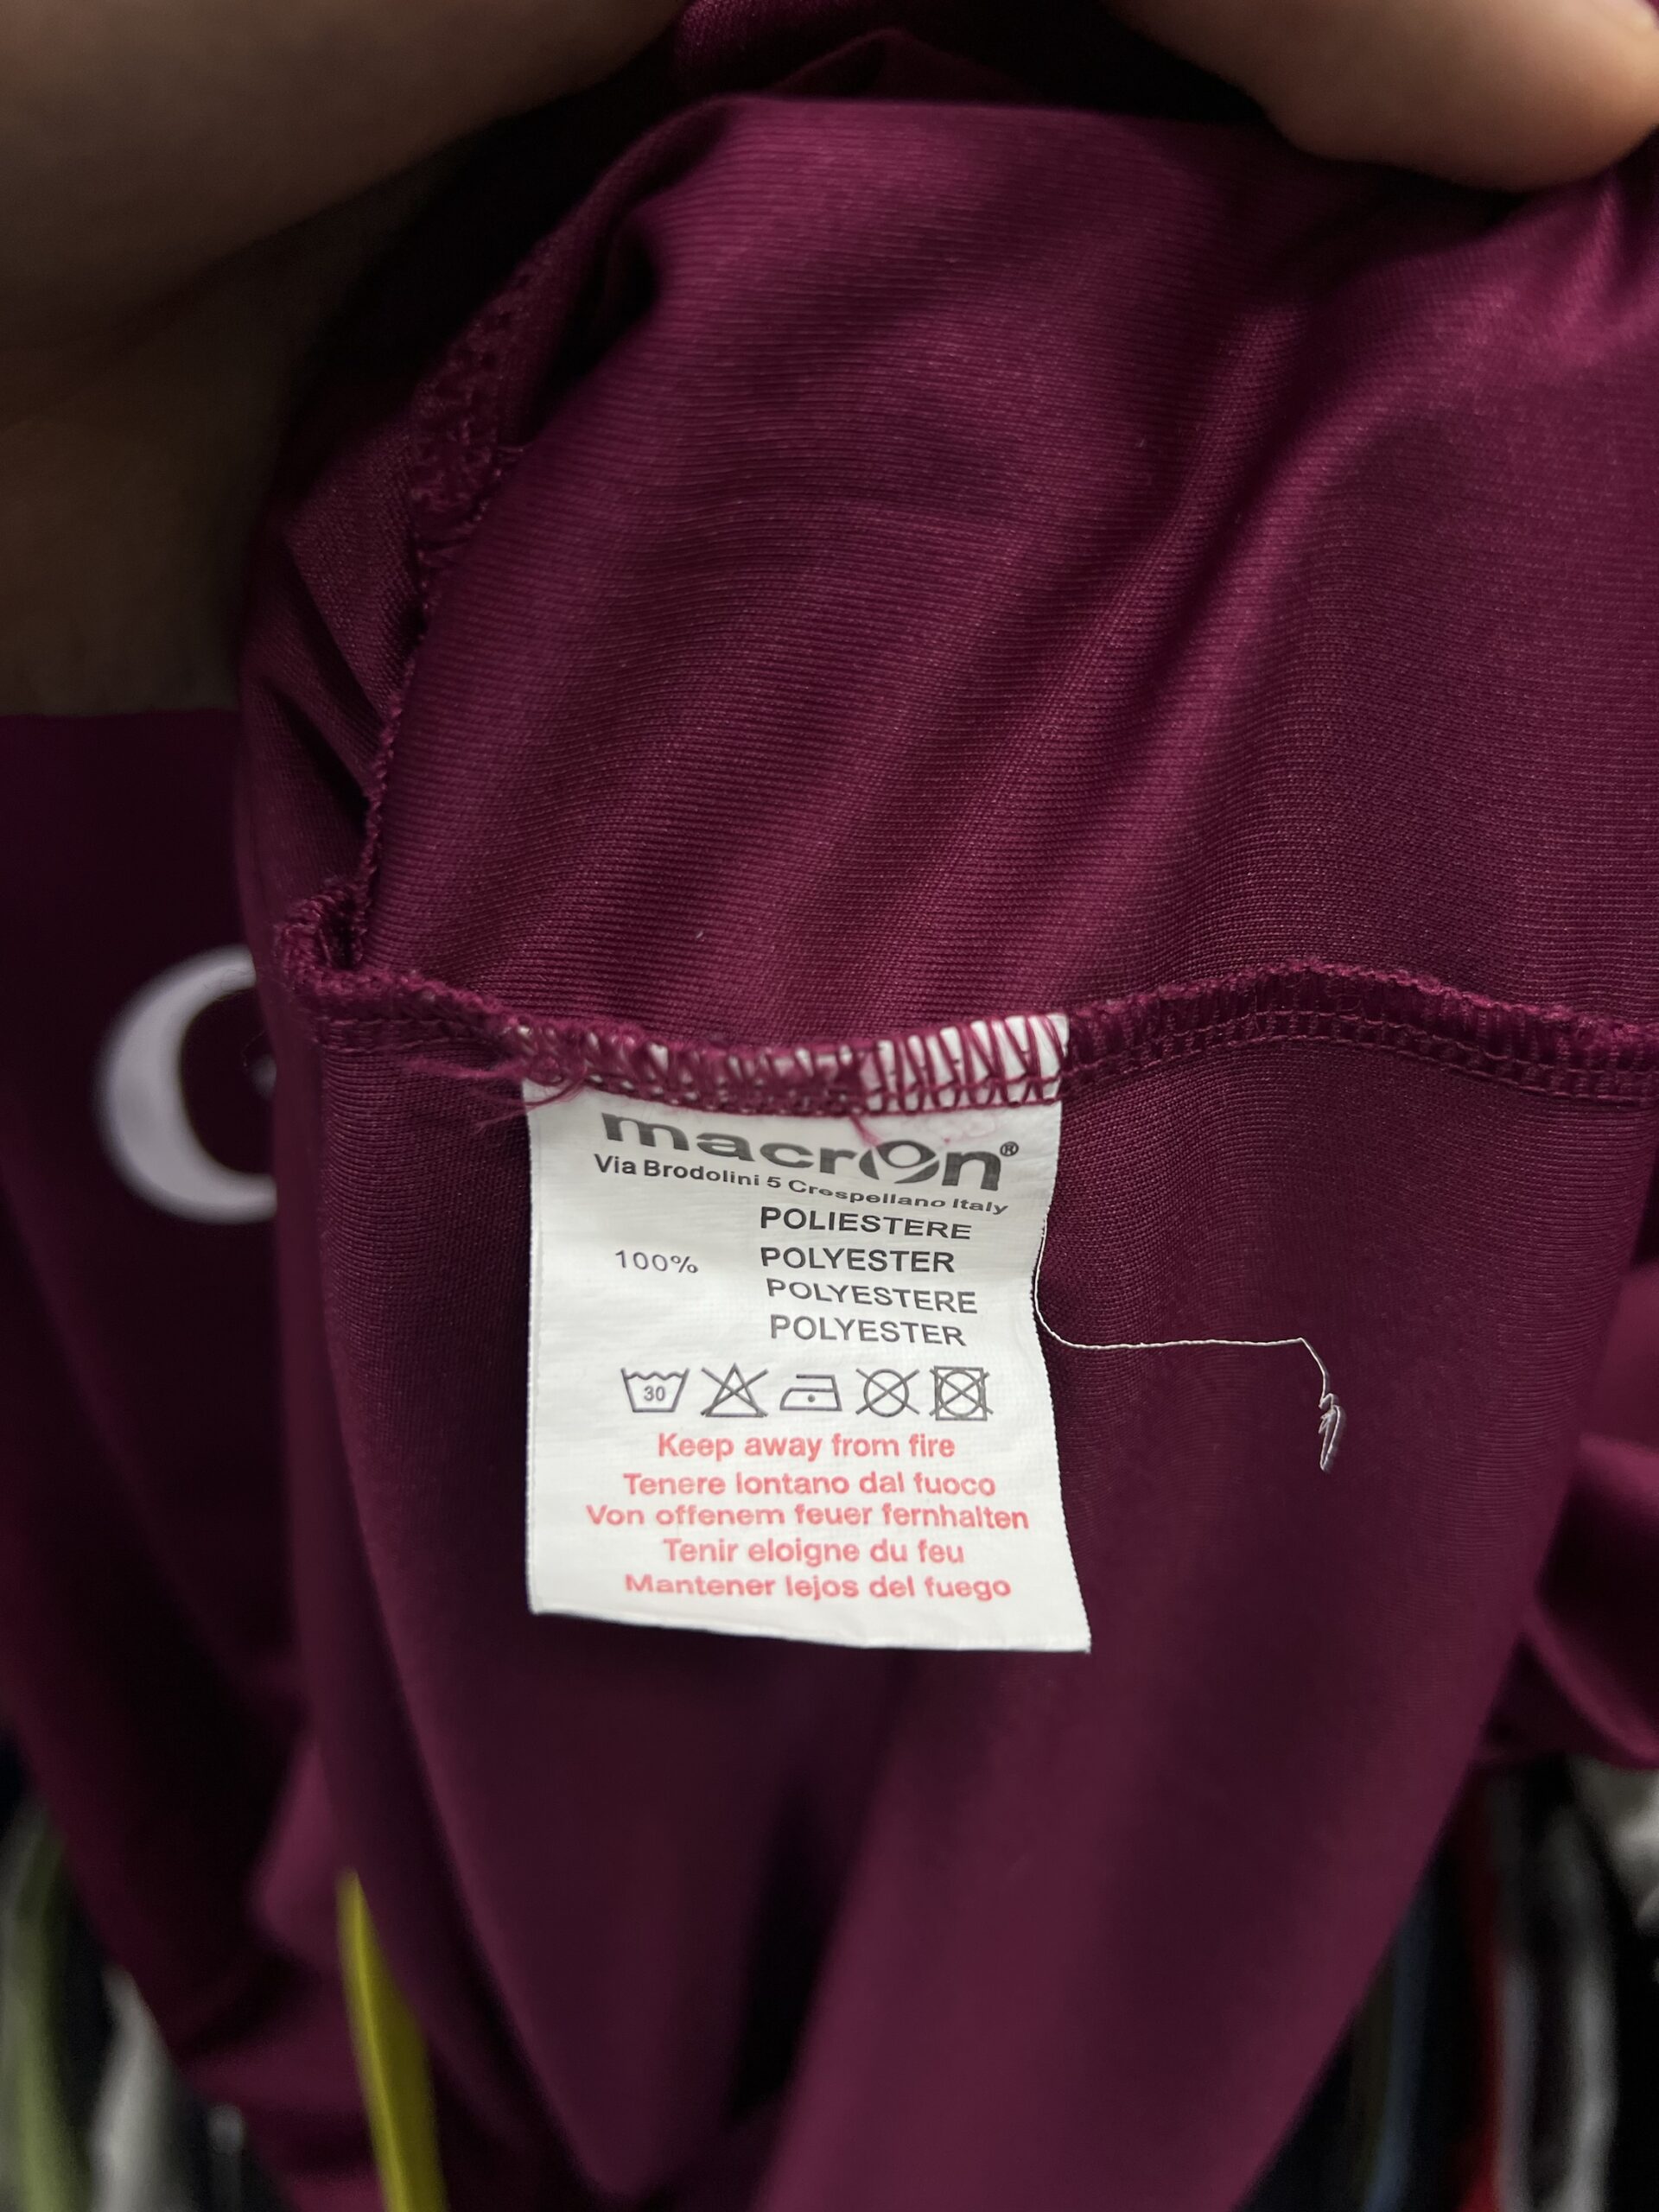 macron®
Via Brodolini 5 Crespellano Italy
POLIESTERE
100% POLYESTER
POLYESTERE
POLYESTER
30
Keep away from fire
Tenere lontano dal fuoco
Von offenem feuer fernhalten
Tenir eloigne du feu
Mantener lejos del fuego